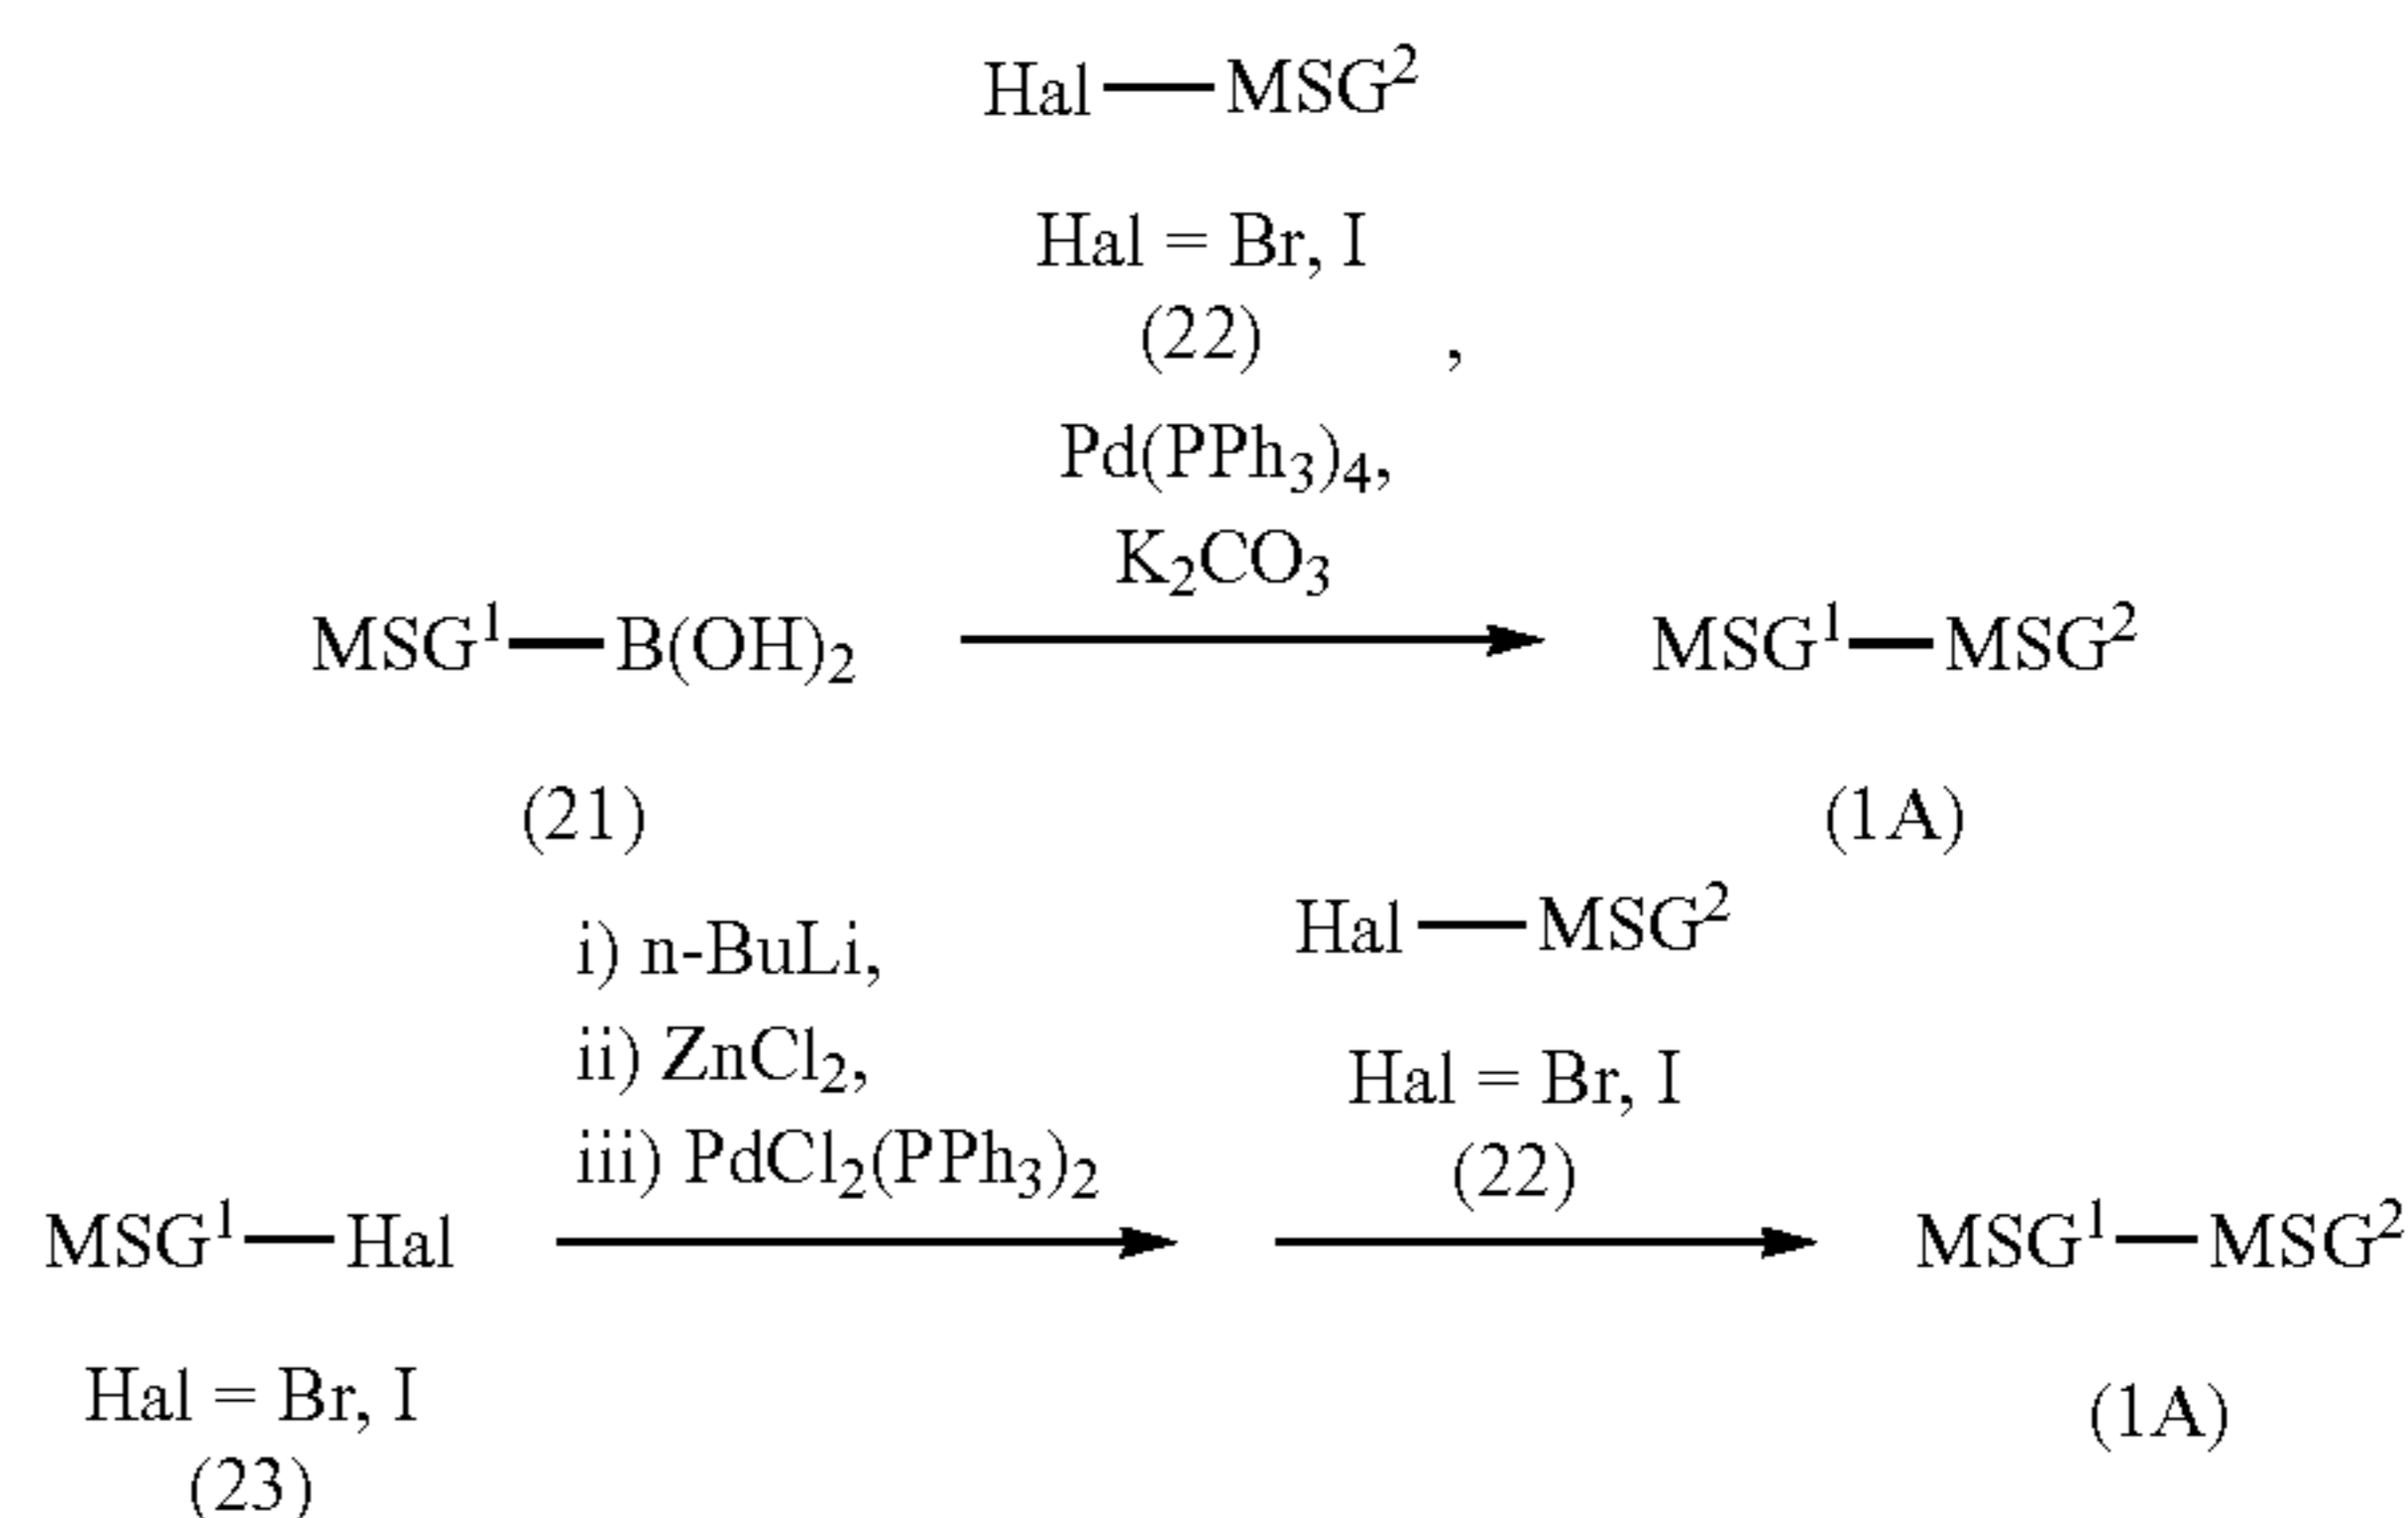 Hal—MSG²
Hal = Br, I
(22) ,
Pd(PPh₃)₄,
K₂CO₃
MSG¹—B(OH)₂ MSG¹—MSG²
(21) (1A)
i) n-BuLi,
ii) ZnCl₂,
iii) PdCl₂(PPh₃)₂
Hal—MSG²
Hal = Br, I
(22)
MSG¹—Hal MSG¹—MSG²
Hal = Br, I
(23)
(1A)